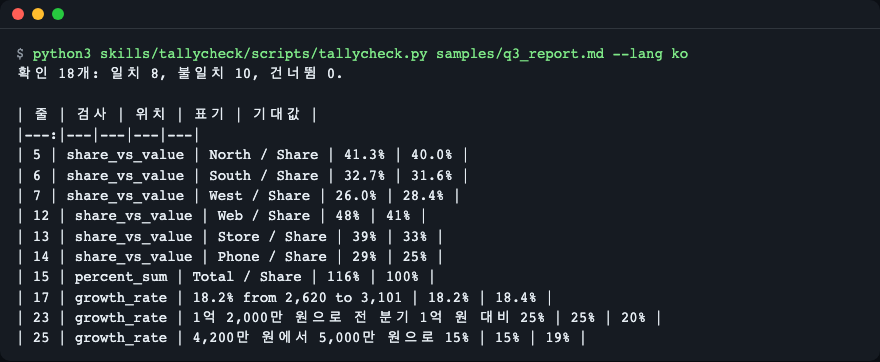 $ python3 skills/tallycheck/scripts/tallycheck.py samples/q3_report.md --lang ko
확인 18개: 일치 8, 불일치 10, 건너뜀 0.
| 줄 | 검사 | 위치 | 표기 | 기대값 |
|---:|---|---|---|---|
| 5 | share_vs_value | North / Share | 41.3% | 40.0% |
| 6 | share_vs_value | South / Share | 32.7% | 31.6% |
| 7 | share_vs_value | West / Share | 26.0% | 28.4% |
| 12 | share_vs_value | Web / Share | 48% | 41% |
| 13 | share_vs_value | Store / Share | 39% | 33% |
| 14 | share_vs_value | Phone / Share | 29% | 25% |
| 15 | percent_sum | Total / Share | 116% | 100% |
| 17 | growth_rate | 18.2% from 2,620 to 3,101 | 18.2% | 18.4% |
| 23 | growth_rate | 1억 2,000만 원으로 전 분기 1억 원 대비 25% | 25% | 20% |
| 25 | growth_rate | 4,200만 원에서 5,000만 원으로 15% | 15% | 19% |